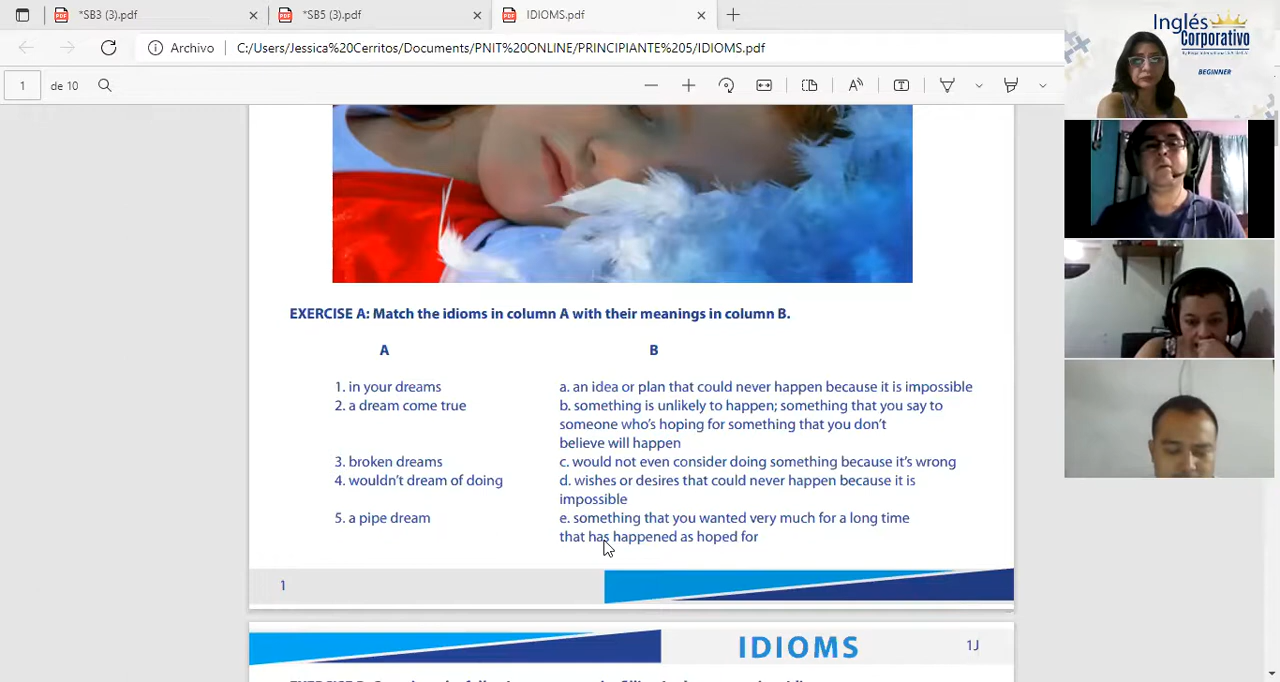 *SB3 (3).pdf
*SB5 (3).pdf
IDIOMS.pdf
Archivo
C:/Users/Jessica%20Cerritos/Documents/PNIT%20ONLINE/PRINCIPIANTE%205/IDIOMS.pdf
1 de 10
Inglés
Corporativo
BEGINNER
EXERCISE A: Match the idioms in column A with their meanings in column B.
A B
1. in your dreams a. an idea or plan that could never happen because it is impossible
2. a dream come true b. something is unlikely to happen; something that you say to
someone who's hoping for something that you don't
believe will happen
3. broken dreams c. would not even consider doing something because it's wrong
4. wouldn't dream of doing d. wishes or desires that could never happen because it is
impossible
5. a pipe dream e. something that you wanted very much for a long time
that has happened as hoped for
1
IDIOMS 1J